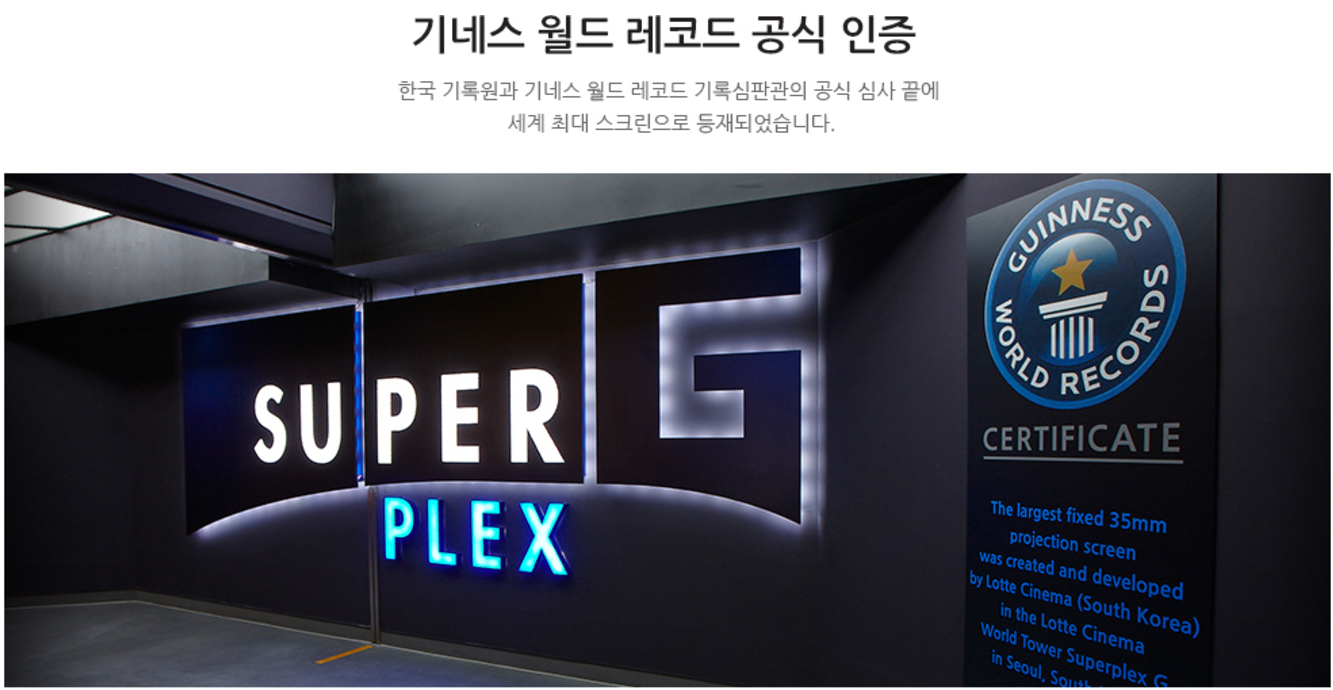 기네스 월드 레코드 공식 인증
한국 기록원과 기네스 월드 레코드 기록심판관의 공식 심사 끝에
세계 최대 스크린으로 등재되었습니다.
SUPER G
PLEX
GUINNESS
WORLD RECORDS
CERTIFICATE
The largest fixed 35mm
projection screen
was created and developed
by Lotte Cinema (South Korea)
in the Lotte Cinema
World Tower Superplex G
in Seoul, South